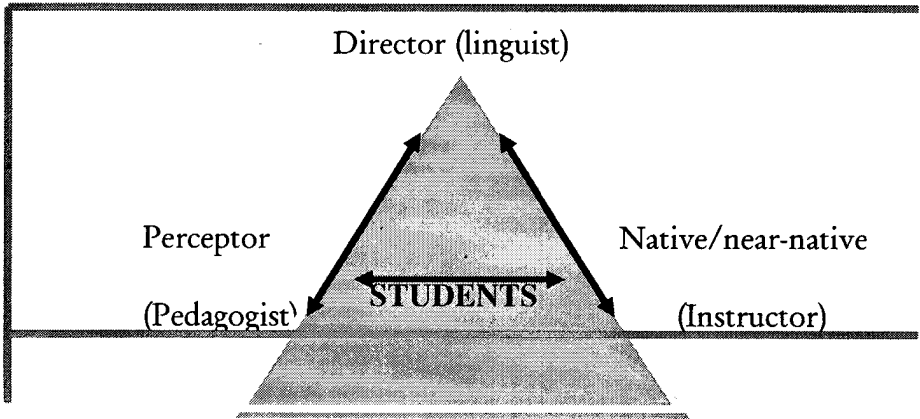 Director (linguist)
Perceptor
Native/near-native
STUDENTS
(Pedagogist)
(Instructor)